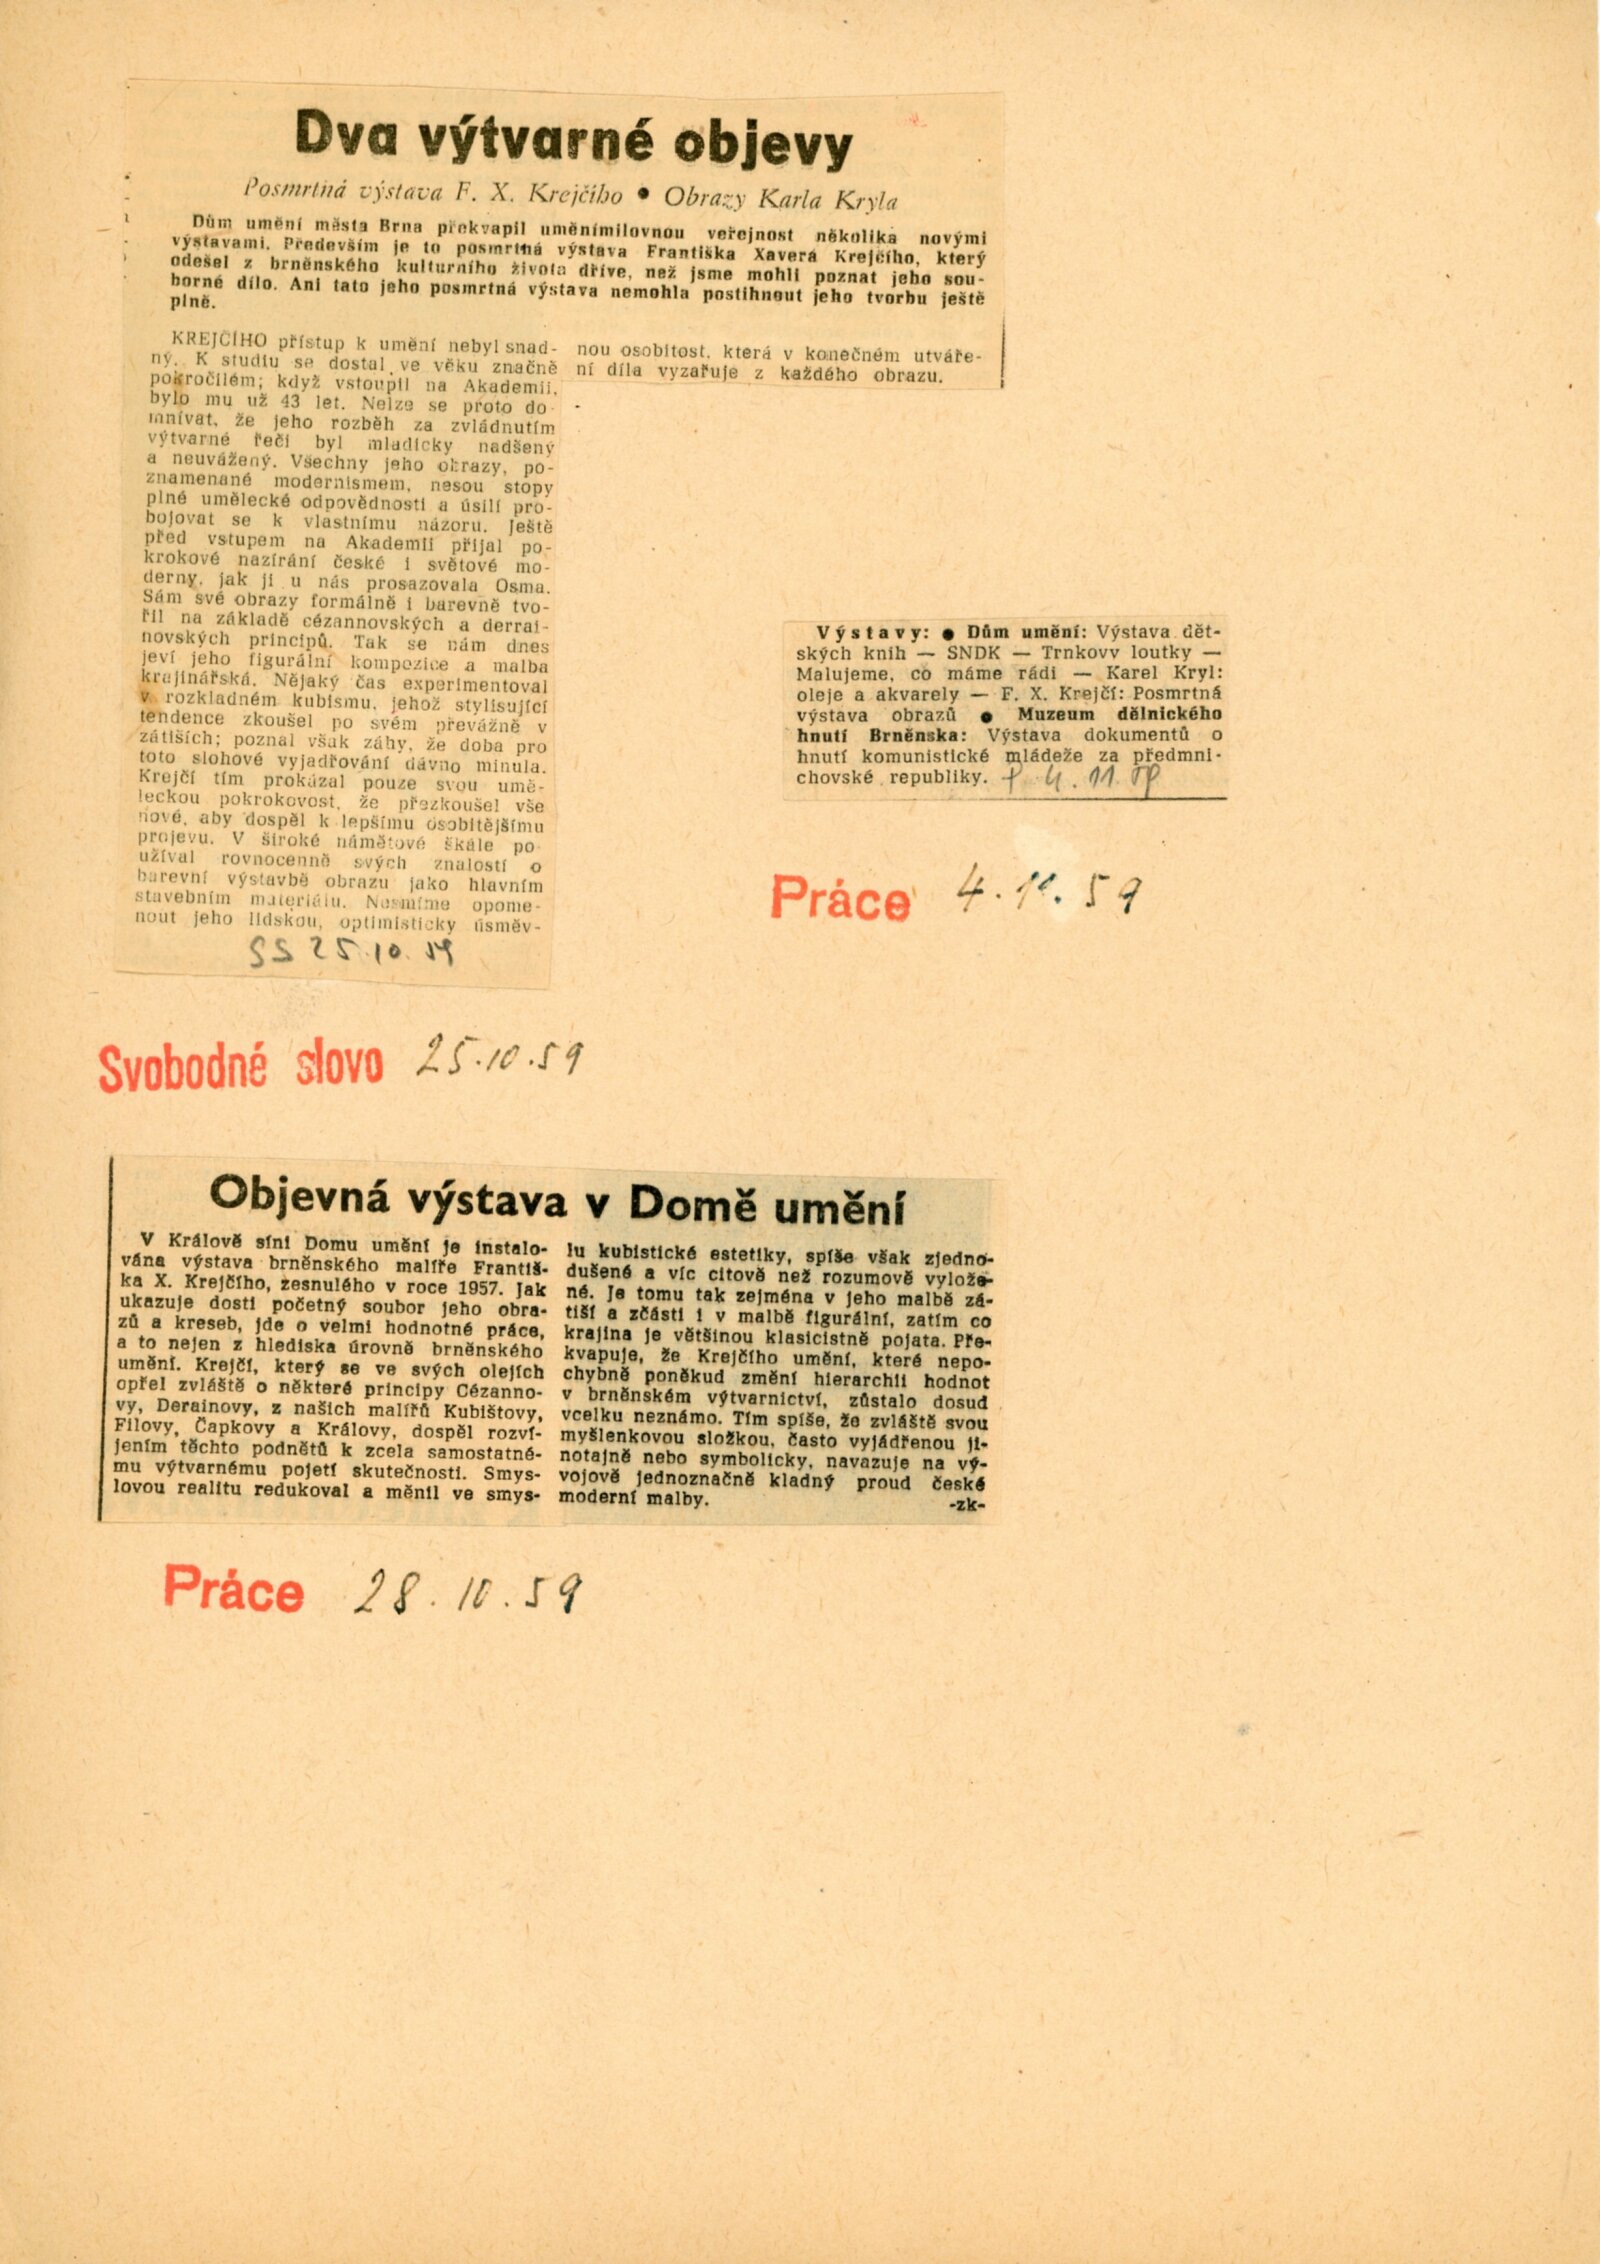 Dva výtvarné objevy
Posmrtná výstava F. X. Krejčího ● Obrazy Karla Kryla
Dům umění města Brna překvapil uměnímilovnou veřejnost několika novými
výstavami. Především je to posmrtná výstava Františka Xavera Krejčího, který
odešel z brněnského kulturního života dříve, než jsme mohli poznat jeho sou-
borné dílo. Ani tato jeho posmrtná výstava nemohla postihnout jeho tvorbu ještě
plně.
KREJČÍHO přístup k umění nebyl snad-
ný. K studiu se dostal ve věku značně
pokročilém; když vstoupil na Akademii,
bylo mu už 43 let. Nelze se proto do-
mnívat, že jeho rozběh za zvládnutím
výtvarné řeči byl mladicky nadšený
a neuvážený. Všechny jeho obrazy, po-
znamenané modernismem, nesou stopy
plné umělecké odpovědnosti a úsilí pro-
bojovat se k vlastnímu názoru. Ještě
před vstupem na Akademii přijal po-
krokové nazírání české i světové mo-
derny, jak ji u nás prosazovala Osma.
Sám své obrazy formálně i barevně tvo-
řil na základě cézannovských a derrai-
novských principů. Tak se nám dnes
jeví jeho figurální kompozice a malba
krajinářská. Nějaký čas experimentoval
v rozkladném kubismu, jehož stylisující
tendence zkoušel po svém převážně v
zátiších; poznal však záhy, že doba pro
toto slohové vyjadřování dávno minula.
Krejčí tím prokázal pouze svou umě-
leckou pokrokovost, že přezkoušel vše
nové, aby dospěl k lepšímu osobitějšímu
projevu. V široké námětové škále po
užíval rovnocenně svých znalostí o
barevní výstavbě obrazu jako hlavním
stavebním materiálu. Nesmíme opome-
nout jeho lidskou, optimisticky úsměv-
nou osobitost, která v konečném utváře-
ní díla vyzařuje z každého obrazu.
SS 25.10.59
Svobodné slovo 25.10.59
Výstavy: ● Dům umění: Výstava dět-
ských knih — SNDK — Trnkovy loutky —
Malujeme, co máme rádi — Karel Kryl:
oleje a akvarely — F. X. Krejčí: Posmrtná
výstava obrazů ● Muzeum dělnického
hnutí Brněnska: Výstava dokumentů o
hnutí komunistické mládeže za předmni-
chovské republiky. P 4.11.59
Práce 4.11.59
Objevná výstava v Domě umění
V Králově síni Domu umění je instalo-
vána výstava brněnského malíře Františ-
ka X. Krejčího, zesnulého v roce 1957. Jak
ukazuje dosti početný soubor jeho obra-
zů a kreseb, jde o velmi hodnotné práce,
a to nejen z hlediska úrovně brněnského
umění. Krejčí, který se ve svých olejích
opřel zvláště o některé principy Cézanno-
vy, Derainovy, z našich malířů Kubištovy,
Fillovy, Čapkovy a Královy, dospěl rozví-
jením těchto podnětů k zcela samostatné-
mu výtvarnému pojetí skutečnosti. Smys-
lovou realitu redukoval a měnil ve smys-
lu kubistické estetiky, spíše však zjedno-
dušené a víc citově než rozumově vylože-
né. Je tomu tak zejména v jeho malbě zá-
tiší a zčásti i v malbě figurální, zatím co
krajina je většinou klasicistně pojata. Pře-
kvapuje, že Krejčího umění, které nepo-
chybně poněkud změní hierarchii hodnot
v brněnském výtvarnictví, zůstalo dosud
vcelku neznámo. Tím spíše, že zvláště svou
myšlenkovou složkou, často vyjádřenou ji-
notajně nebo symbolicky, navazuje na vý-
vojově jednoznačně kladný proud české
moderní malby. -zk-
Práce 28.10.59